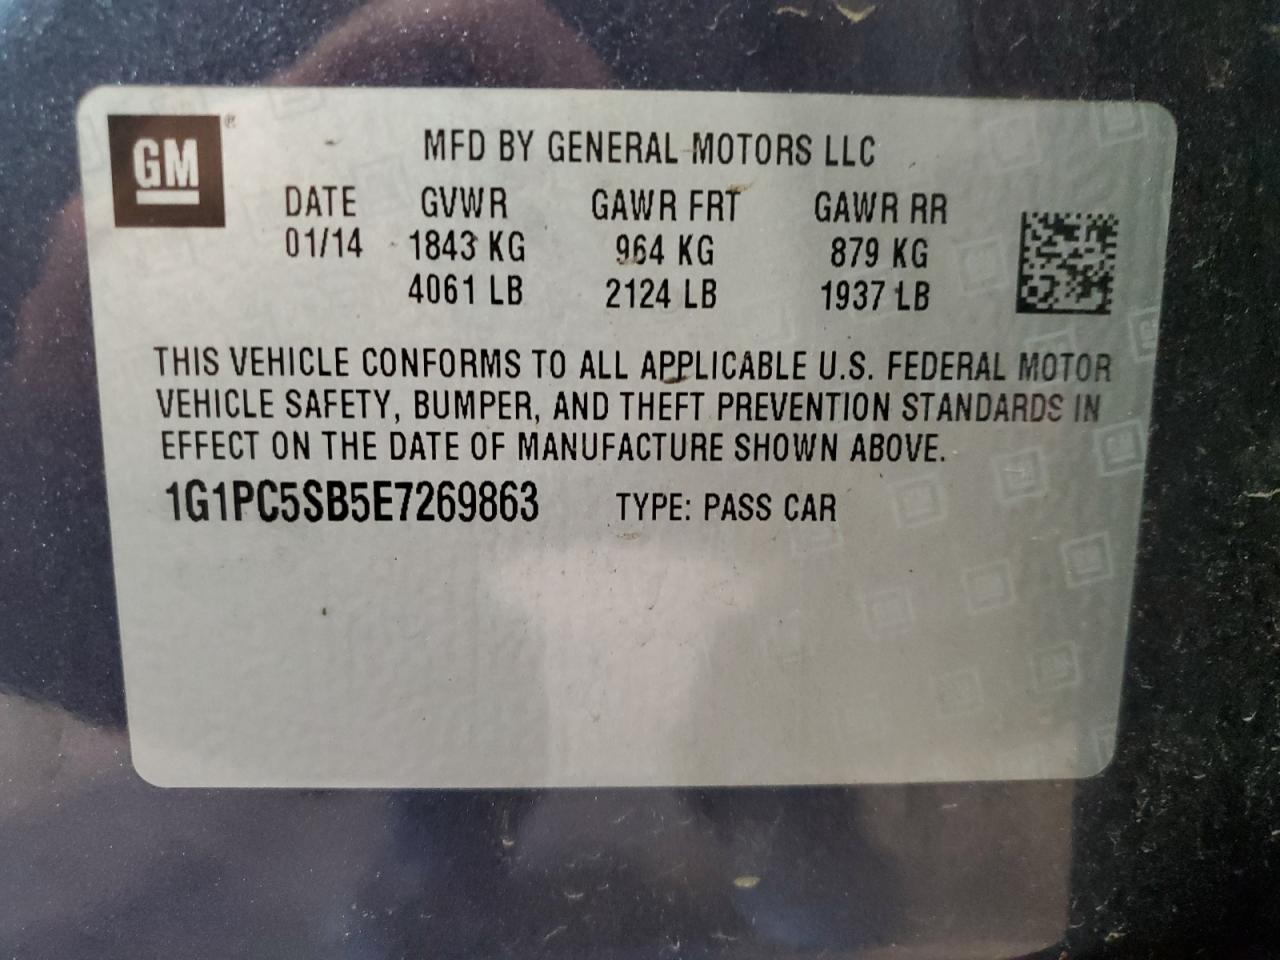 GM ®
MFD BY GENERAL MOTORS LLC
DATE GVWR GAWR FRT GAWR RR
01/14 1843 KG 964 KG 879 KG
4061 LB 2124 LB 1937 LB
THIS VEHICLE CONFORMS TO ALL APPLICABLE U.S. FEDERAL MOTOR
VEHICLE SAFETY, BUMPER, AND THEFT PREVENTION STANDARDS IN
EFFECT ON THE DATE OF MANUFACTURE SHOWN ABOVE.
1G1PC5SB5E7269863 TYPE: PASS CAR